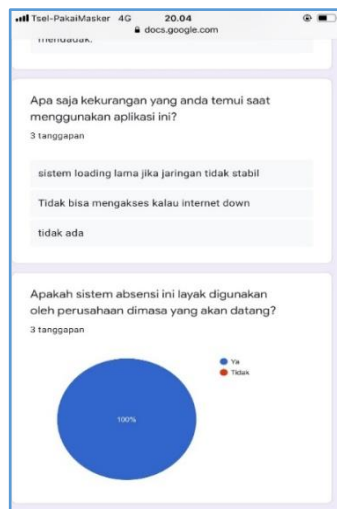 Tsel-PakaiMasker 4G 20.04
docs.google.com
mendadak.
Apa saja kekurangan yang anda temui saat
menggunakan aplikasi ini?
3 tanggapan
sistem loading lama jika jaringan tidak stabil
Tidak bisa mengakses kalau internet down
tidak ada
Apakah sistem absensi ini layak digunakan
oleh perusahaan dimasa yang akan datang?
3 tanggapan
Ya
Tidak
100%